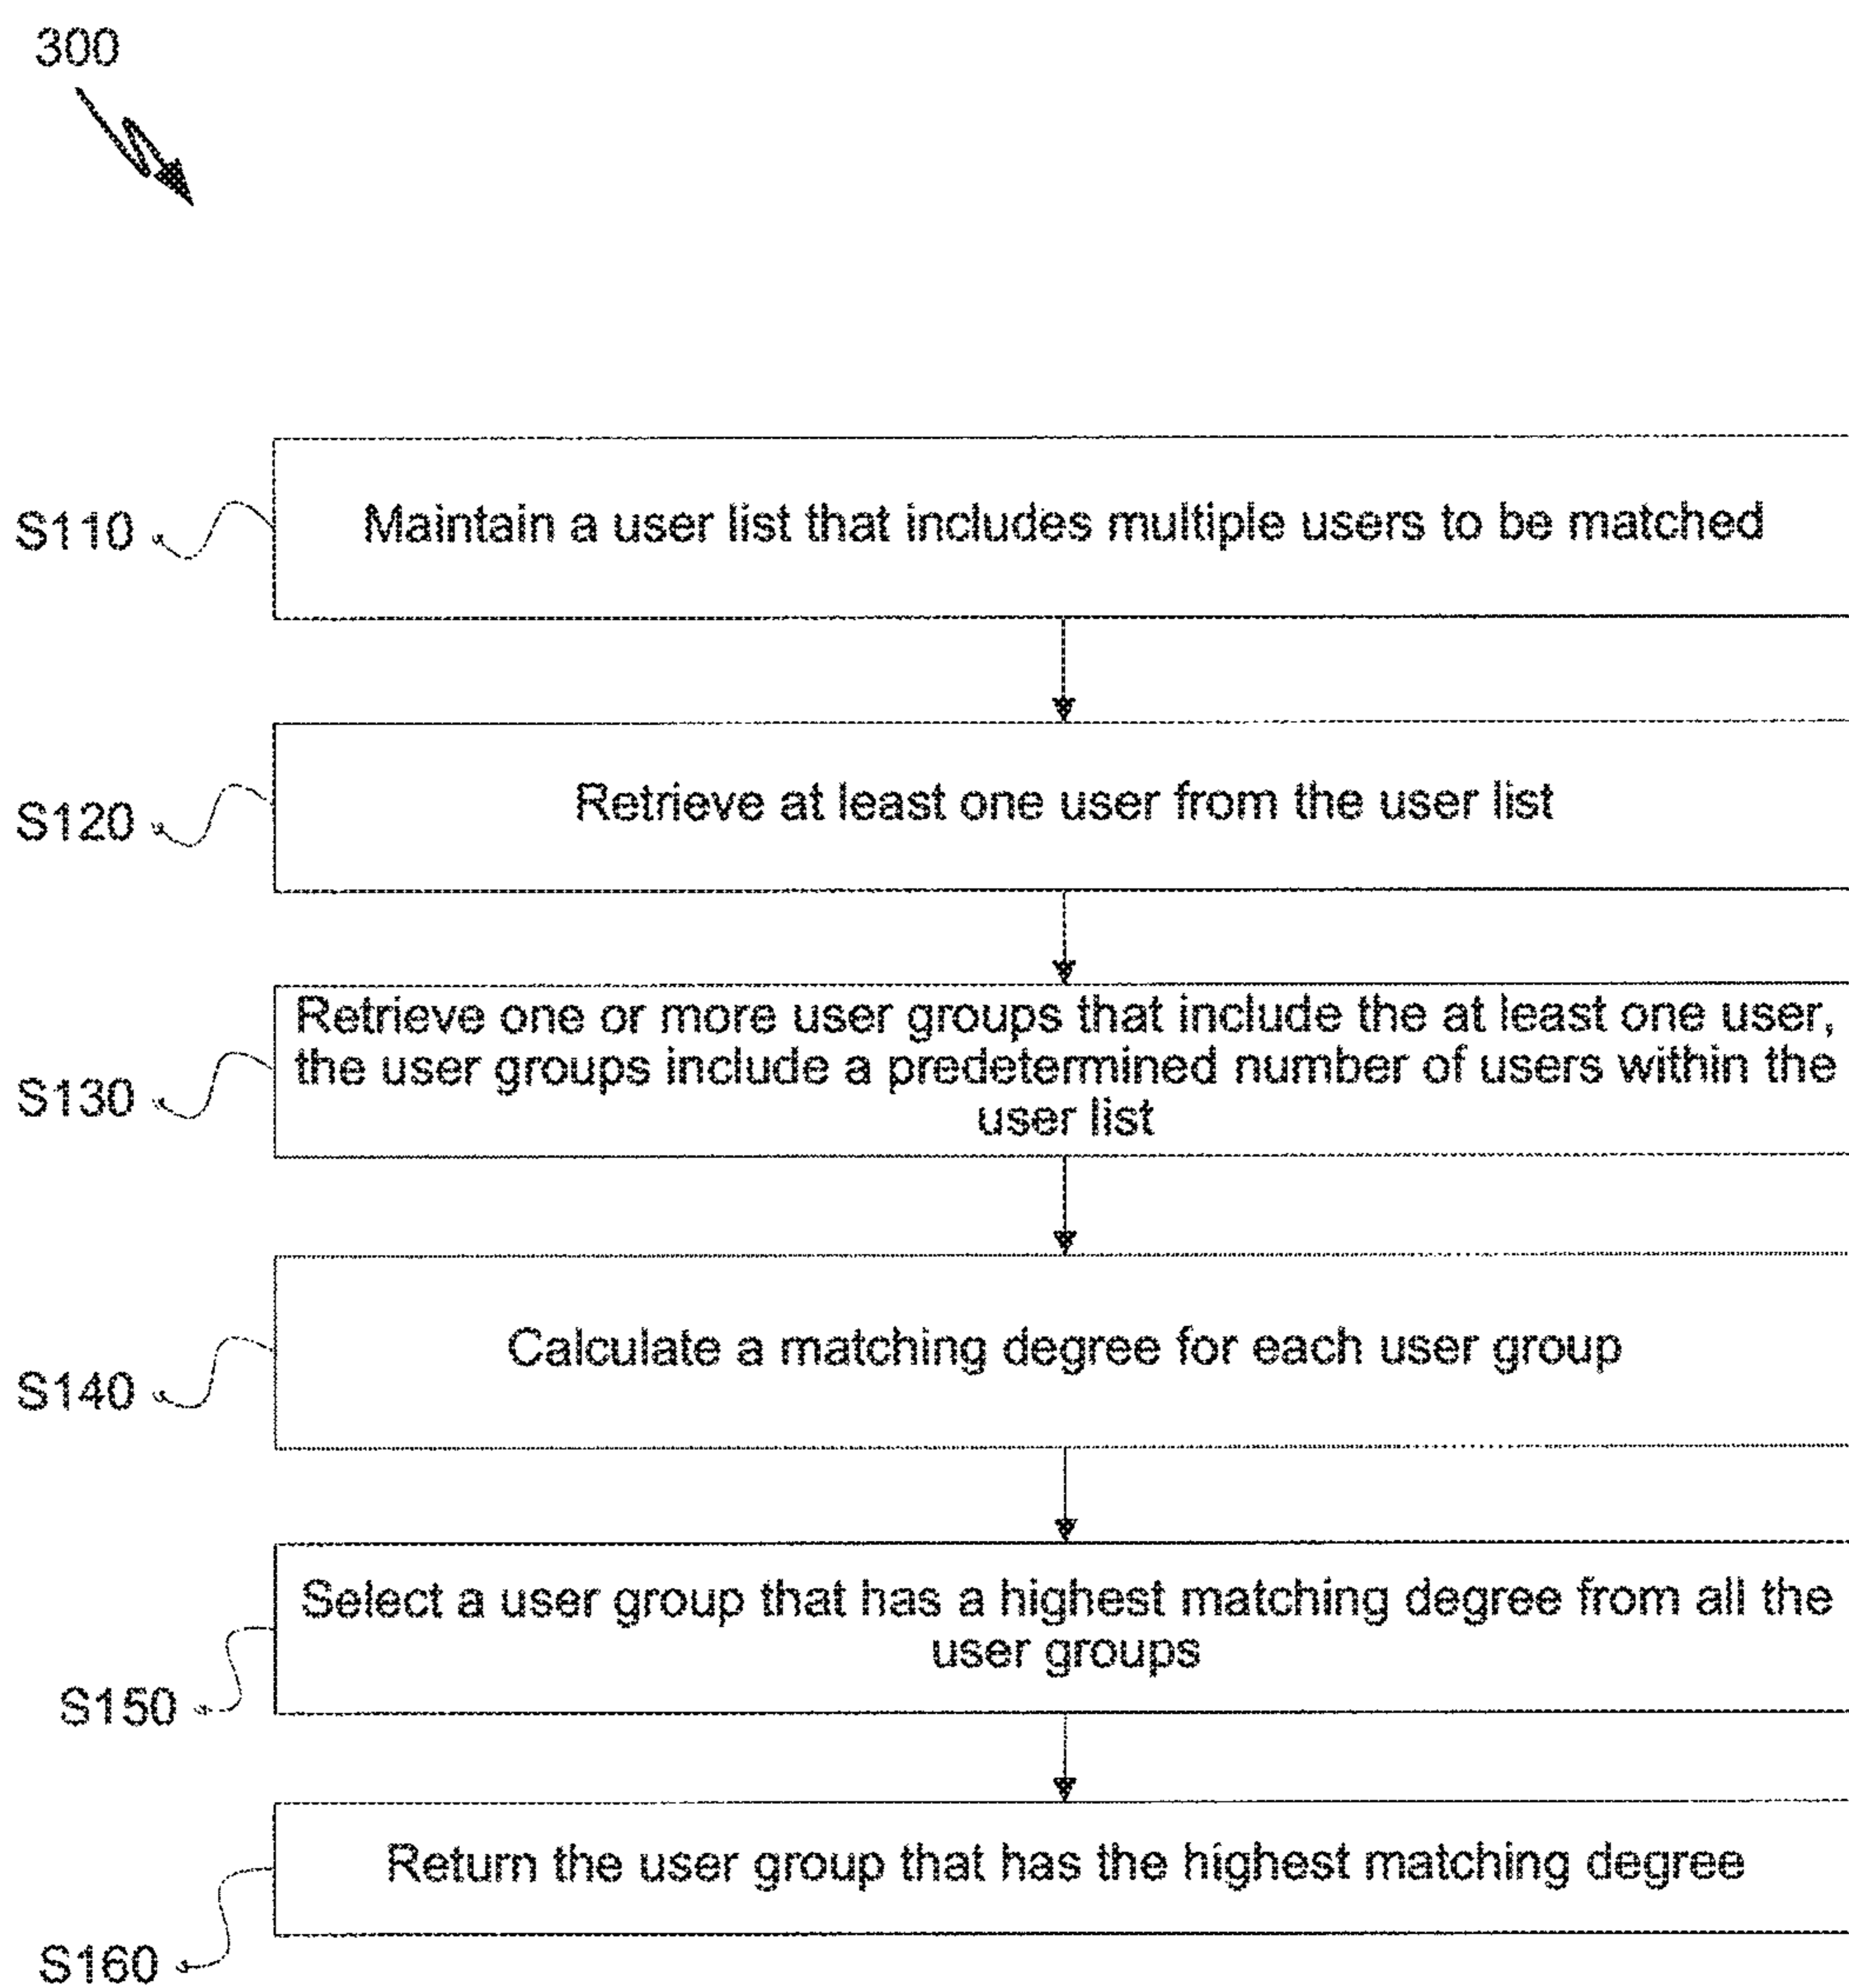 300
S110
Maintain a user list that includes multiple users to be matched
S120
Retrieve at least one user from the user list
S130
Retrieve one or more user groups that include the at least one user,
the user groups include a predetermined number of users within the
user list
S140
Calculate a matching degree for each user group
S150
Select a user group that has a highest matching degree from all the
user groups
S160
Return the user group that has the highest matching degree